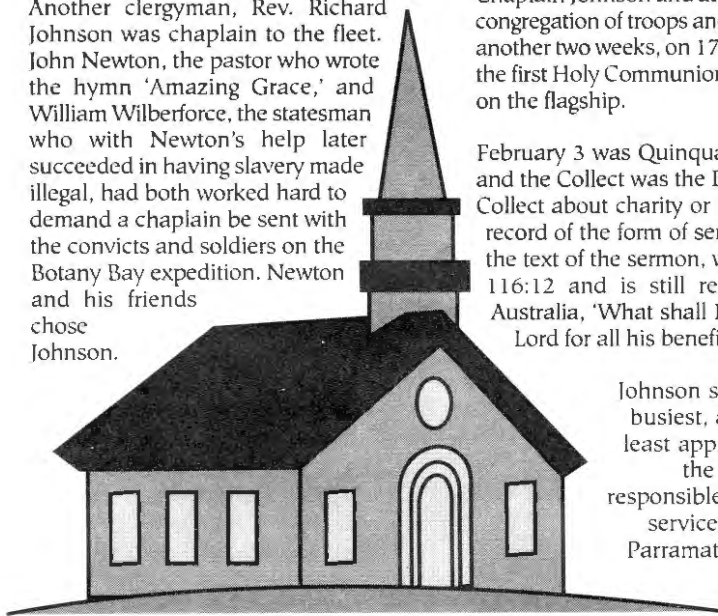 Another clergyman, Rev. Richard
Johnson was chaplain to the fleet.
John Newton, the pastor who wrote
the hymn 'Amazing Grace,' and
William Wilberforce, the statesman
who with Newton's help later
succeeded in having slavery made
illegal, had both worked hard to
demand a chaplain be sent with
the convicts and soldiers on the
Botany Bay expedition. Newton
and his friends
chose
Johnson.
congregation of troops an
another two weeks, on 17
the first Holy Communion
on the flagship.
February 3 was Quinqua
and the Collect was the
Collect about charity or
record of the form of ser
the text of the sermon, w
116:12 and is still re
Australia, 'What shall
Lord for all his benefi
Johnson s
busiest, a
least app
the
responsible
service
Parramat